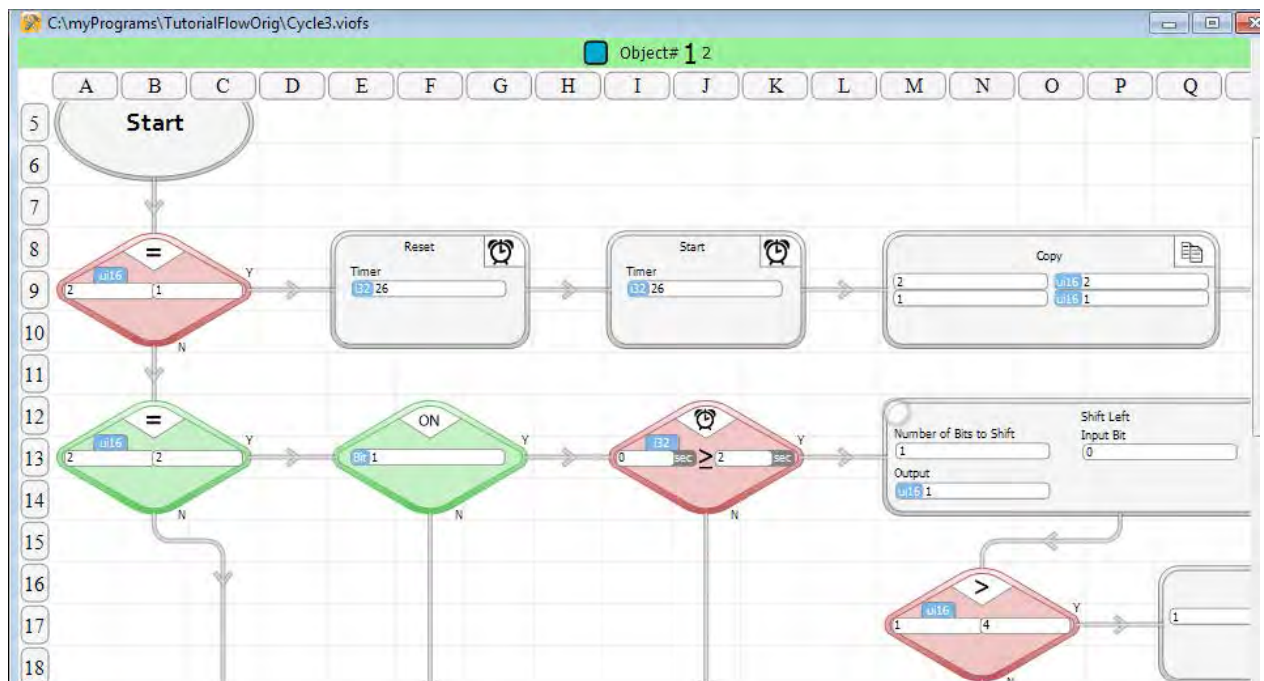 C:\myPrograms\TutorialFlowOrig\Cycle3.viofs
Object# 1 2
A B C D E F G H I J K L M N O P Q
5
Start
6
7
8
=
Reset
Start
Copy
ui16
Y
Timer
Timer
2
ui16 2
9
2
1
i32 26
i32 26
1
ui16 1
10
N
11
12
=
ON
Shift Left
ui16
Y
Y
i32
Y
Number of Bits to Shift
Input Bit
13
2
2
Bit 1
0
sec
≥
2
sec
1
0
Output
14
ui16 1
N
N
N
15
16
>
ui16
Y
17
1
4
1
18
N